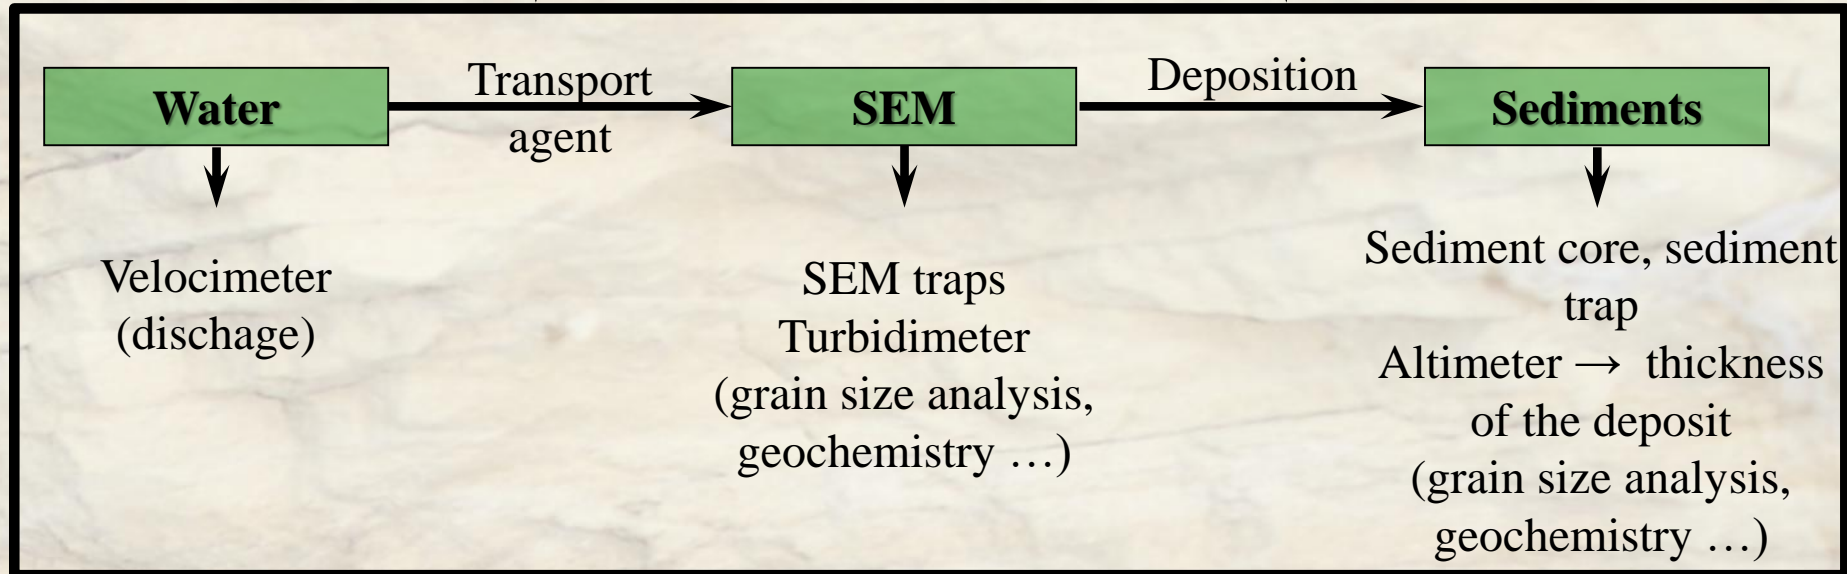 Water
Transport
agent
SEM
Deposition
Sediments
Velocimeter
(dischage)
SEM traps
Turbidimeter
(grain size analysis,
geochemistry …)
Sediment core, sediment
trap
Altimeter → thickness
of the deposit
(grain size analysis,
geochemistry …)